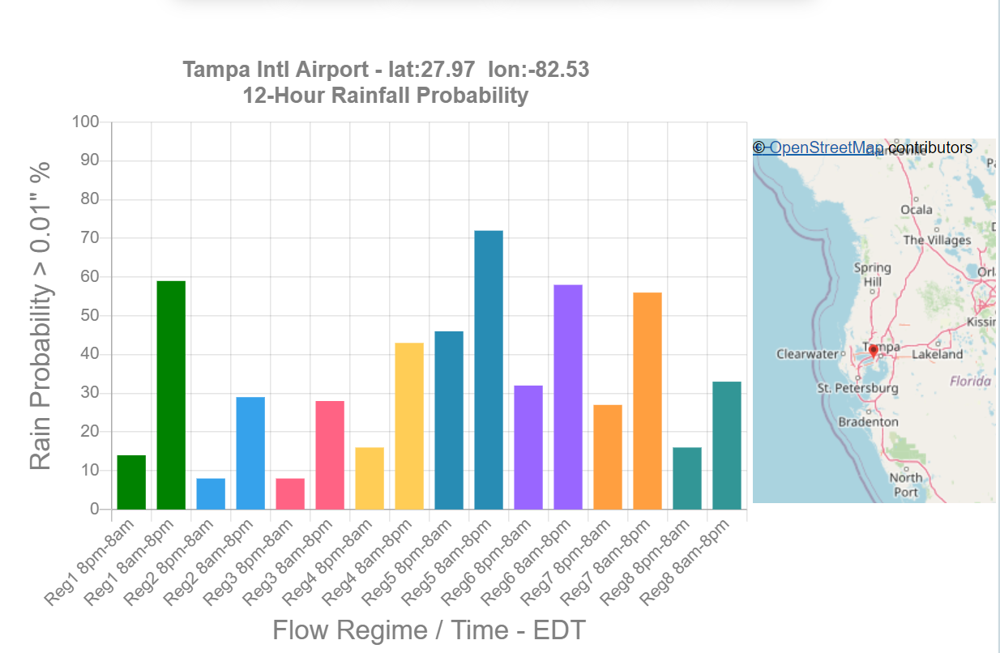 Tampa Intl Airport - lat:27.97  lon:-82.53
12-Hour Rainfall Probability
Rain Probability > 0.01" %
100
90
80
70
60
50
40
30
20
10
0
Reg1 8pm-8am
Reg1 8am-8pm
Reg2 8pm-8am
Reg2 8am-8pm
Reg3 8pm-8am
Reg3 8am-8pm
Reg4 8pm-8am
Reg4 8am-8pm
Reg5 8pm-8am
Reg5 8am-8pm
Reg6 8pm-8am
Reg6 8am-8pm
Reg7 8pm-8am
Reg7 8am-8pm
Reg8 8pm-8am
Reg8 8am-8pm
Flow Regime / Time - EDT
© OpenStreetMap contributors
Gainesville
Pa
Ocala
The Villages
D
Spring
Hill
Orl
Kissir
Tampa
Clearwater
Lakeland
Florida
St. Petersburg
Bradenton
North
Port